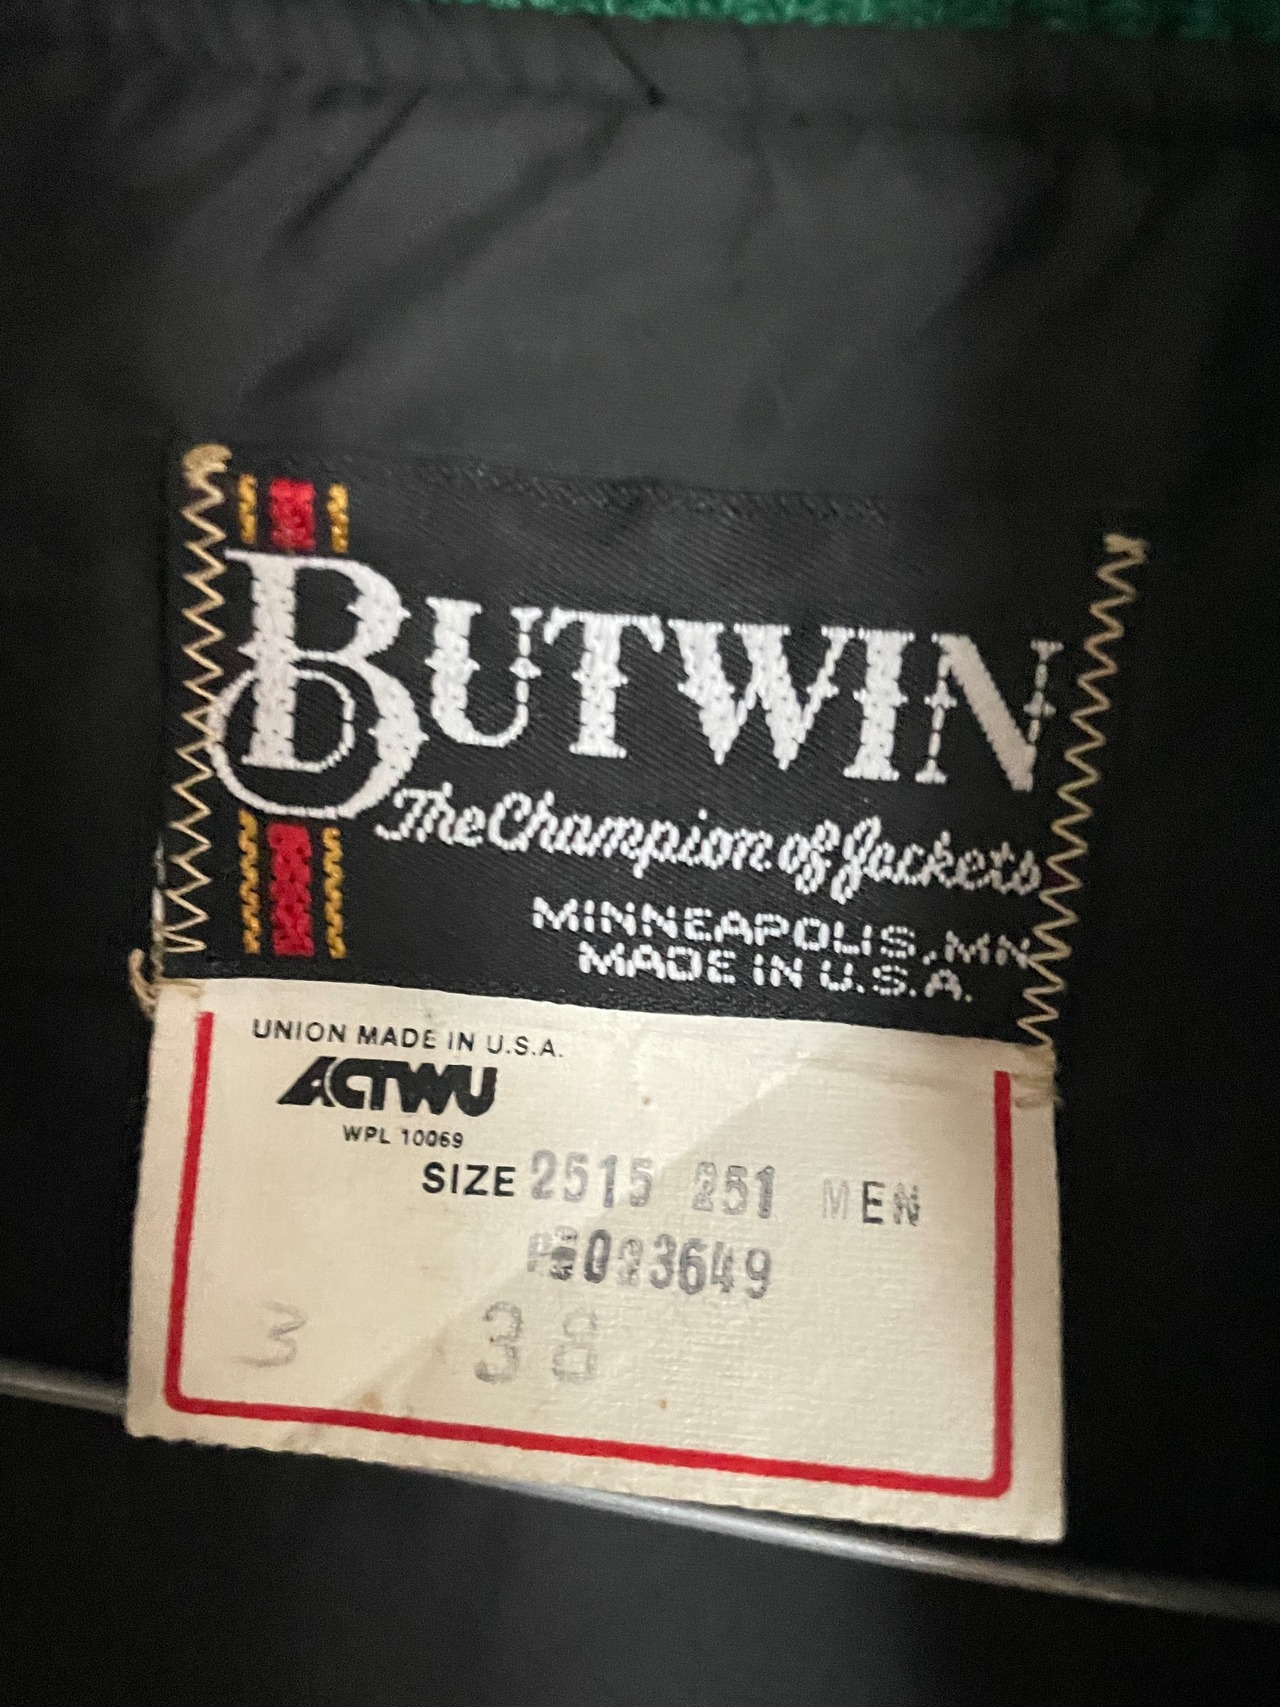 BUTWIN
The Champion of Jackets
MINNEAPOLIS, MN
MADE IN U.S.A.
UNION MADE IN U.S.A.
ACTWU
WPL 10069
SIZE 2515 251 MEN
3649
3 38